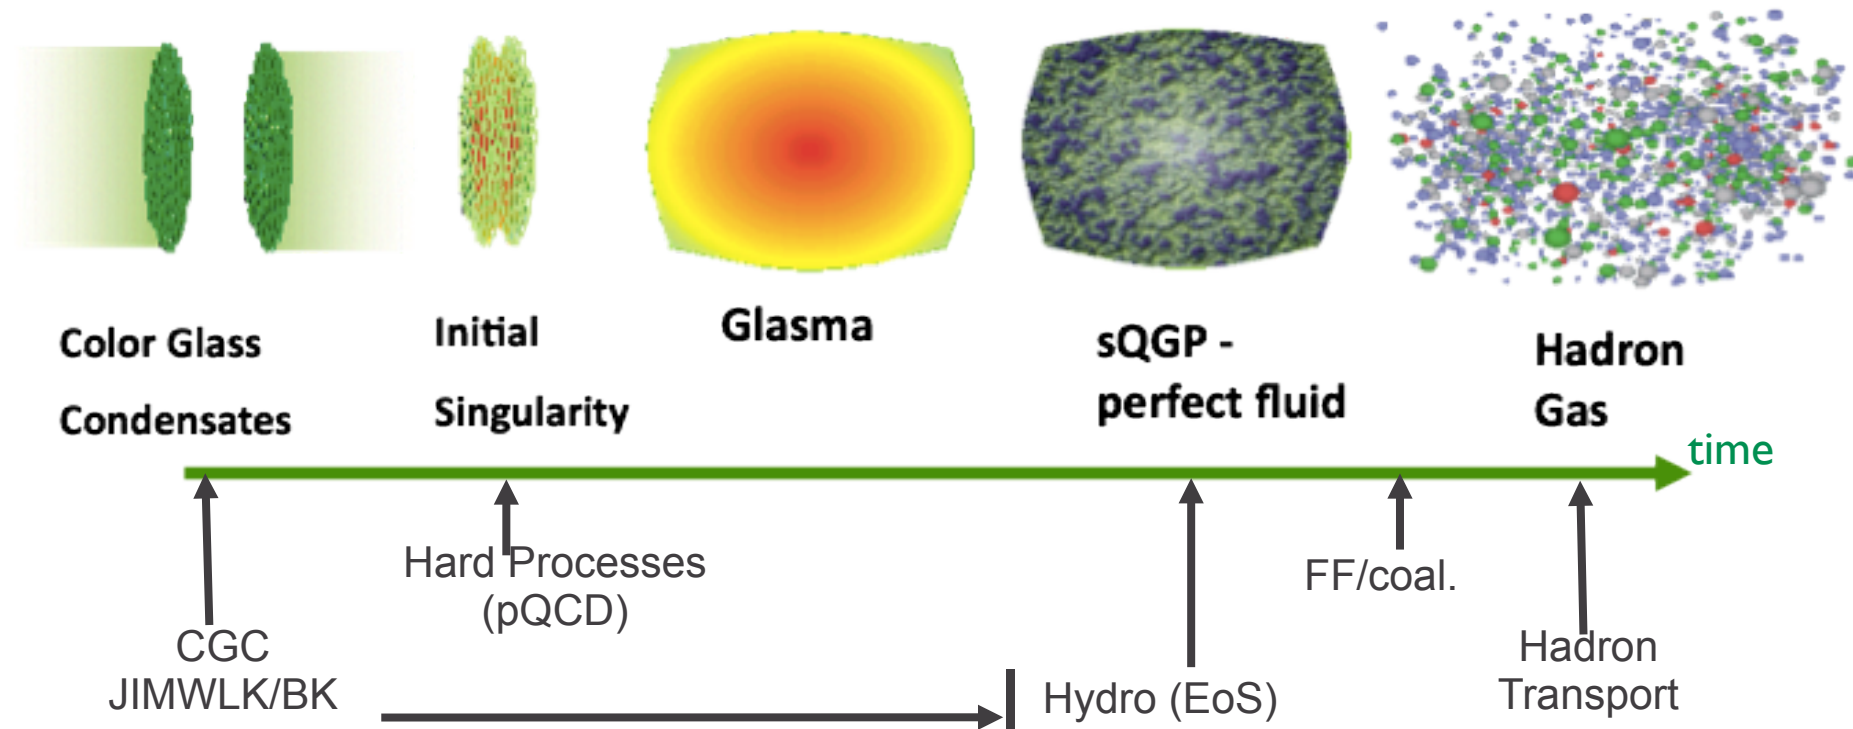 Color Glass
Condensates
Initial
Singularity
Glasma
sQGP -
perfect fluid
Hadron
Gas
time
Hard Processes
(pQCD)
FF/coal.
CGC
JIMWLK/BK
Hydro (EoS)
Hadron
Transport